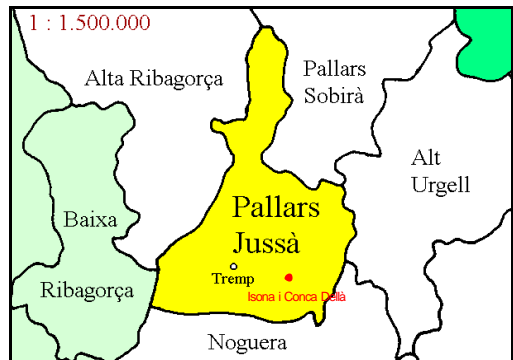 1 : 1.500.000
Alta Ribagorça
Pallars
Sobirà
Alt
Urgell
Baixa
Ribagorça
Pallars
Jussà
Tremp
Isona i Conca Dellà
Noguera